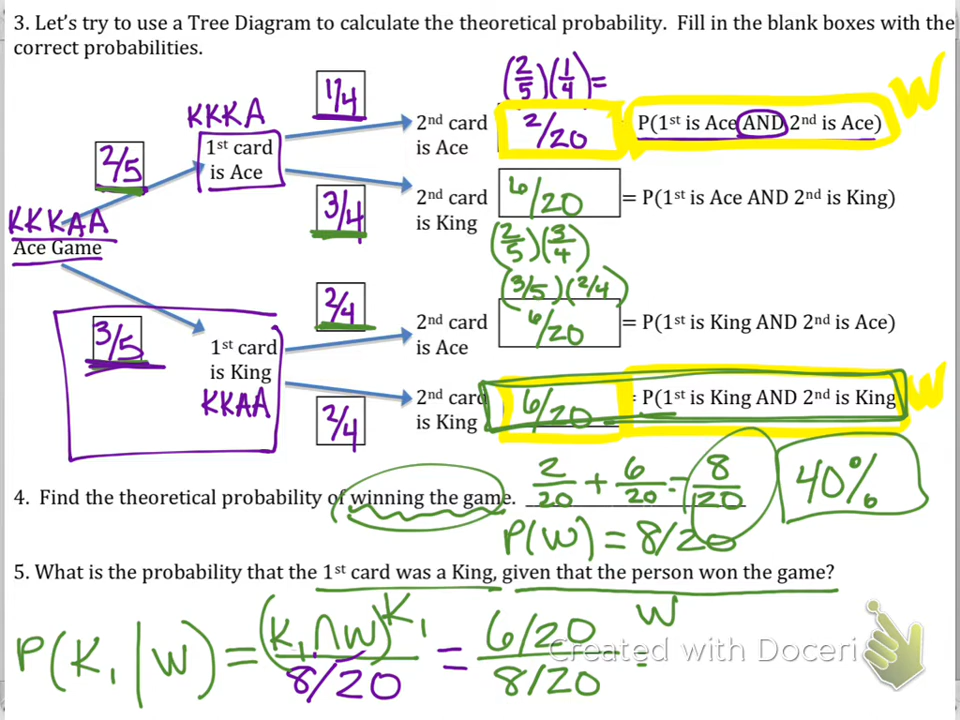 3. Let's try to use a Tree Diagram to calculate the theoretical probability. Fill in the blank boxes with the
correct probabilities.
KKKAA
Ace Game
2/5
KKKA
1st card
is Ace
1/4
2nd card
is Ace
(2/5)(1/4)=
2/20
P(1st is Ace AND 2nd is Ace)
W
3/4
2nd card
is King
6/20
= P(1st is Ace AND 2nd is King)
(2/5)(3/4)
3/5
1st card
is King
KKAA
2/4
2nd card
is Ace
(3/5)(2/4)
6/20
= P(1st is King AND 2nd is Ace)
2/4
2nd card
is King
6/20
= P(1st is King AND 2nd is King
W
4. Find the theoretical probability of winning the game.
2/20 + 6/20 = 8/20
40%
P(W) = 8/20
5. What is the probability that the 1st card was a King, given that the person won the game?
K1
W
P(K1|W) = (K1∩W)/8/20 = 6/20/8/20 =
Created with Doceri